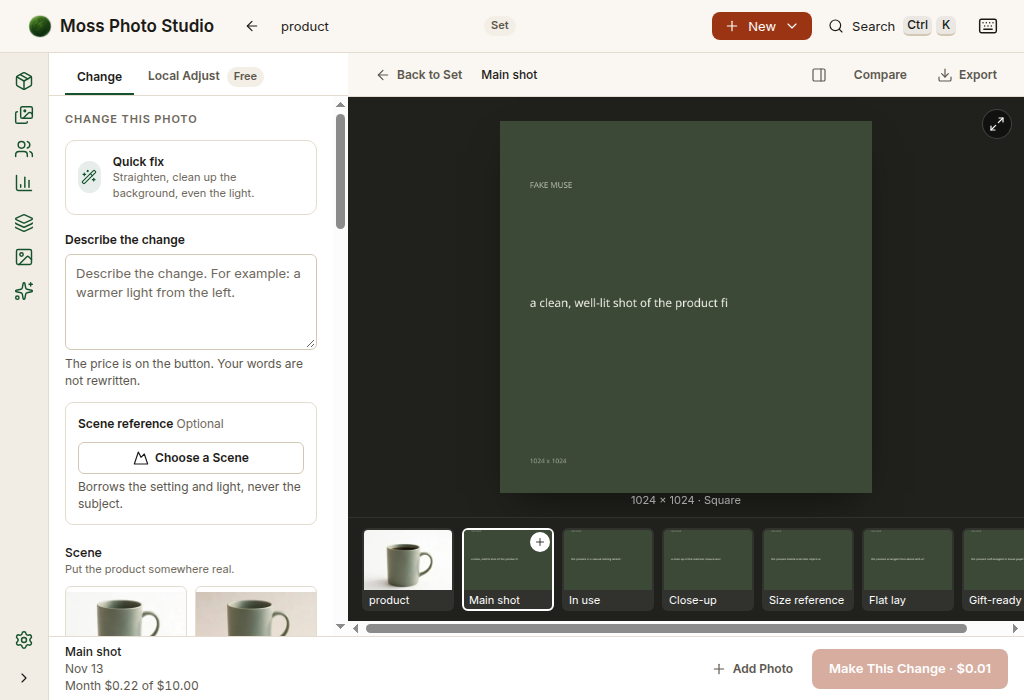 Moss Photo Studio
product
Set
New
Search
Ctrl
K
Change
Local Adjust
Free
Back to Set
Main shot
Compare
Export
CHANGE THIS PHOTO
Quick fix
Straighten, clean up the
background, even the light.
Describe the change
Describe the change. For example: a
warmer light from the left.
The price is on the button. Your words are
not rewritten.
Scene reference Optional
Choose a Scene
Borrows the setting and light, never the
subject.
Scene
Put the product somewhere real.
FAKE MUSE
a clean, well-lit shot of the product fi
1024 x 1024
1024 × 1024 · Square
product
Main shot
In use
Close-up
Size reference
Flat lay
Gift-ready
Main shot
Nov 13
Month $0.22 of $10.00
Add Photo
Make This Change · $0.01